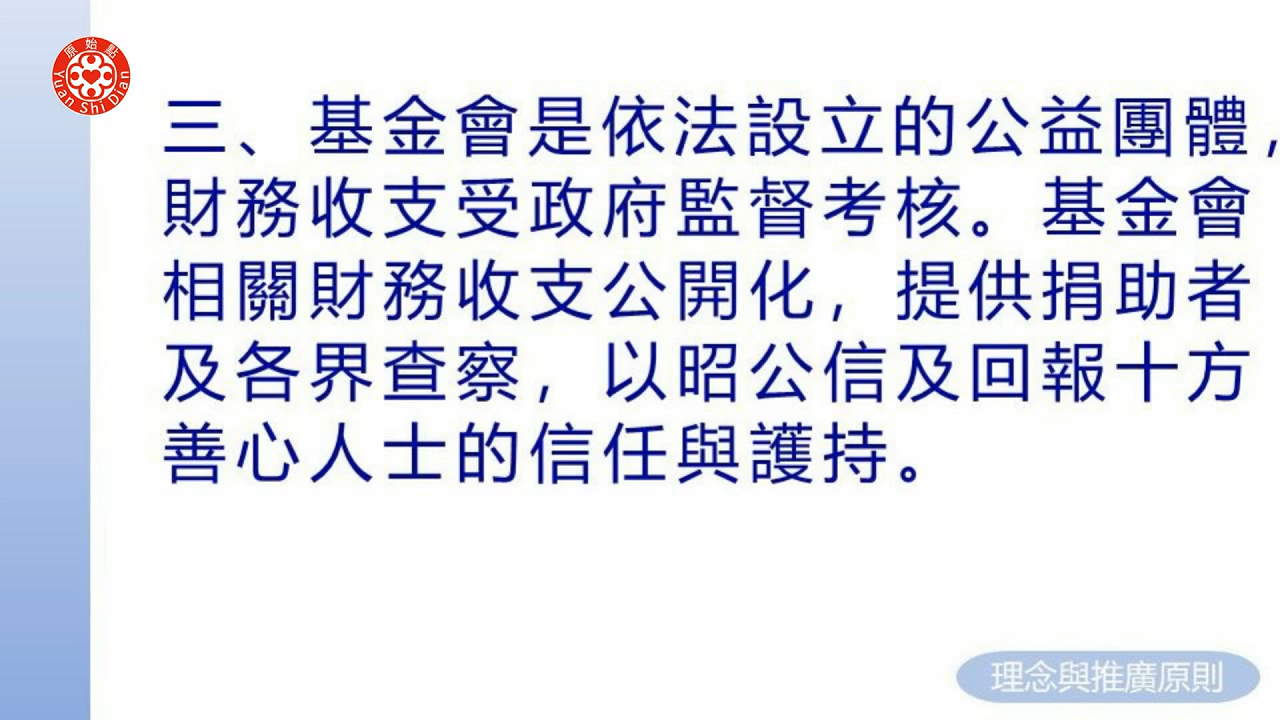 原始點
Yuan Shi Dian
三、基金會是依法設立的公益團體，
財務收支受政府監督考核。基金會
相關財務收支公開化，提供捐助者
及各界查察，以昭公信及回報十方
善心人士的信任與護持。
理念與推廣原則